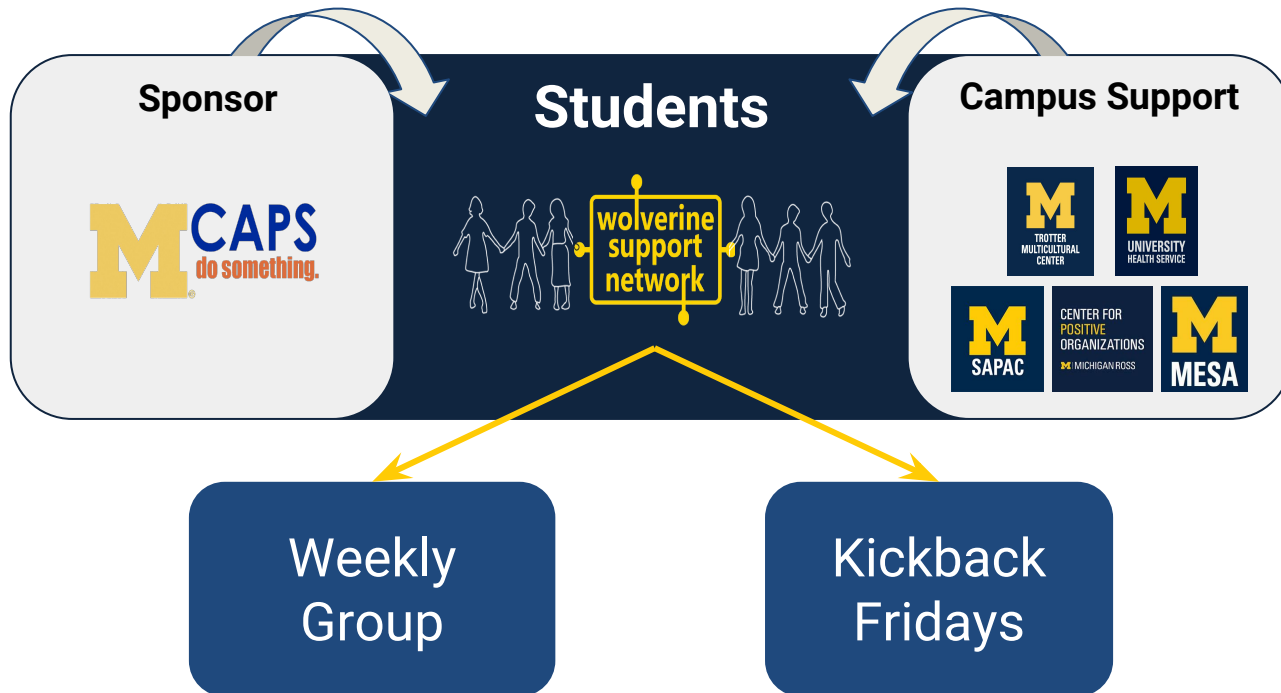 Sponsor
Students
Campus Support
M CAPS
do something.
wolverine
support
network
M
TROTTER
MULTICULTURAL
CENTER
M
UNIVERSITY
HEALTH SERVICE
M
SAPAC
CENTER FOR
POSITIVE
ORGANIZATIONS
M | MICHIGAN ROSS
M
MESA
Weekly
Group
Kickback
Fridays